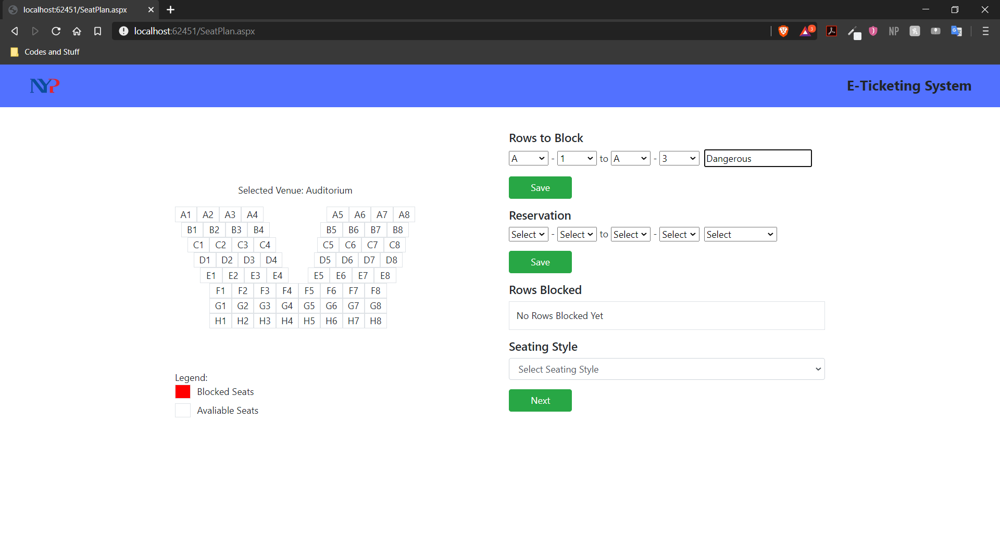 localhost:62451/SeatPlan.aspx
localhost:62451/SeatPlan.aspx
3
NP
Codes and Stuff
NYP
E-Ticketing System
Selected Venue: Auditorium
A1 A2 A3 A4 A5 A6 A7 A8
B1 B2 B3 B4 B5 B6 B7 B8
C1 C2 C3 C4 C5 C6 C7 C8
D1 D2 D3 D4 D5 D6 D7 D8
E1 E2 E3 E4 E5 E6 E7 E8
F1 F2 F3 F4 F5 F6 F7 F8
G1 G2 G3 G4 G5 G6 G7 G8
H1 H2 H3 H4 H5 H6 H7 H8
Legend:
Blocked Seats
Avaliable Seats
Rows to Block
A - 1 to A - 3 Dangerous
Save
Reservation
Select - Select to Select - Select Select
Save
Rows Blocked
No Rows Blocked Yet
Seating Style
Select Seating Style
Next